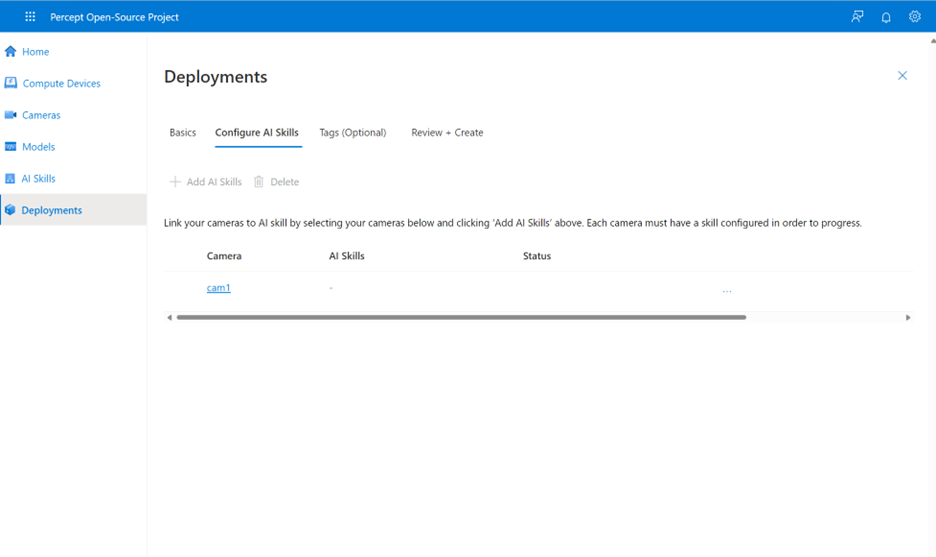 Percept Open-Source Project
Home
Compute Devices
Cameras
Models
AI Skills
Deployments
Deployments
Basics Configure AI Skills Tags (Optional) Review + Create
Add AI Skills Delete
Link your cameras to AI skill by selecting your cameras below and clicking 'Add AI Skills' above. Each camera must have a skill configured in order to progress.
Camera AI Skills Status
cam1 - ...